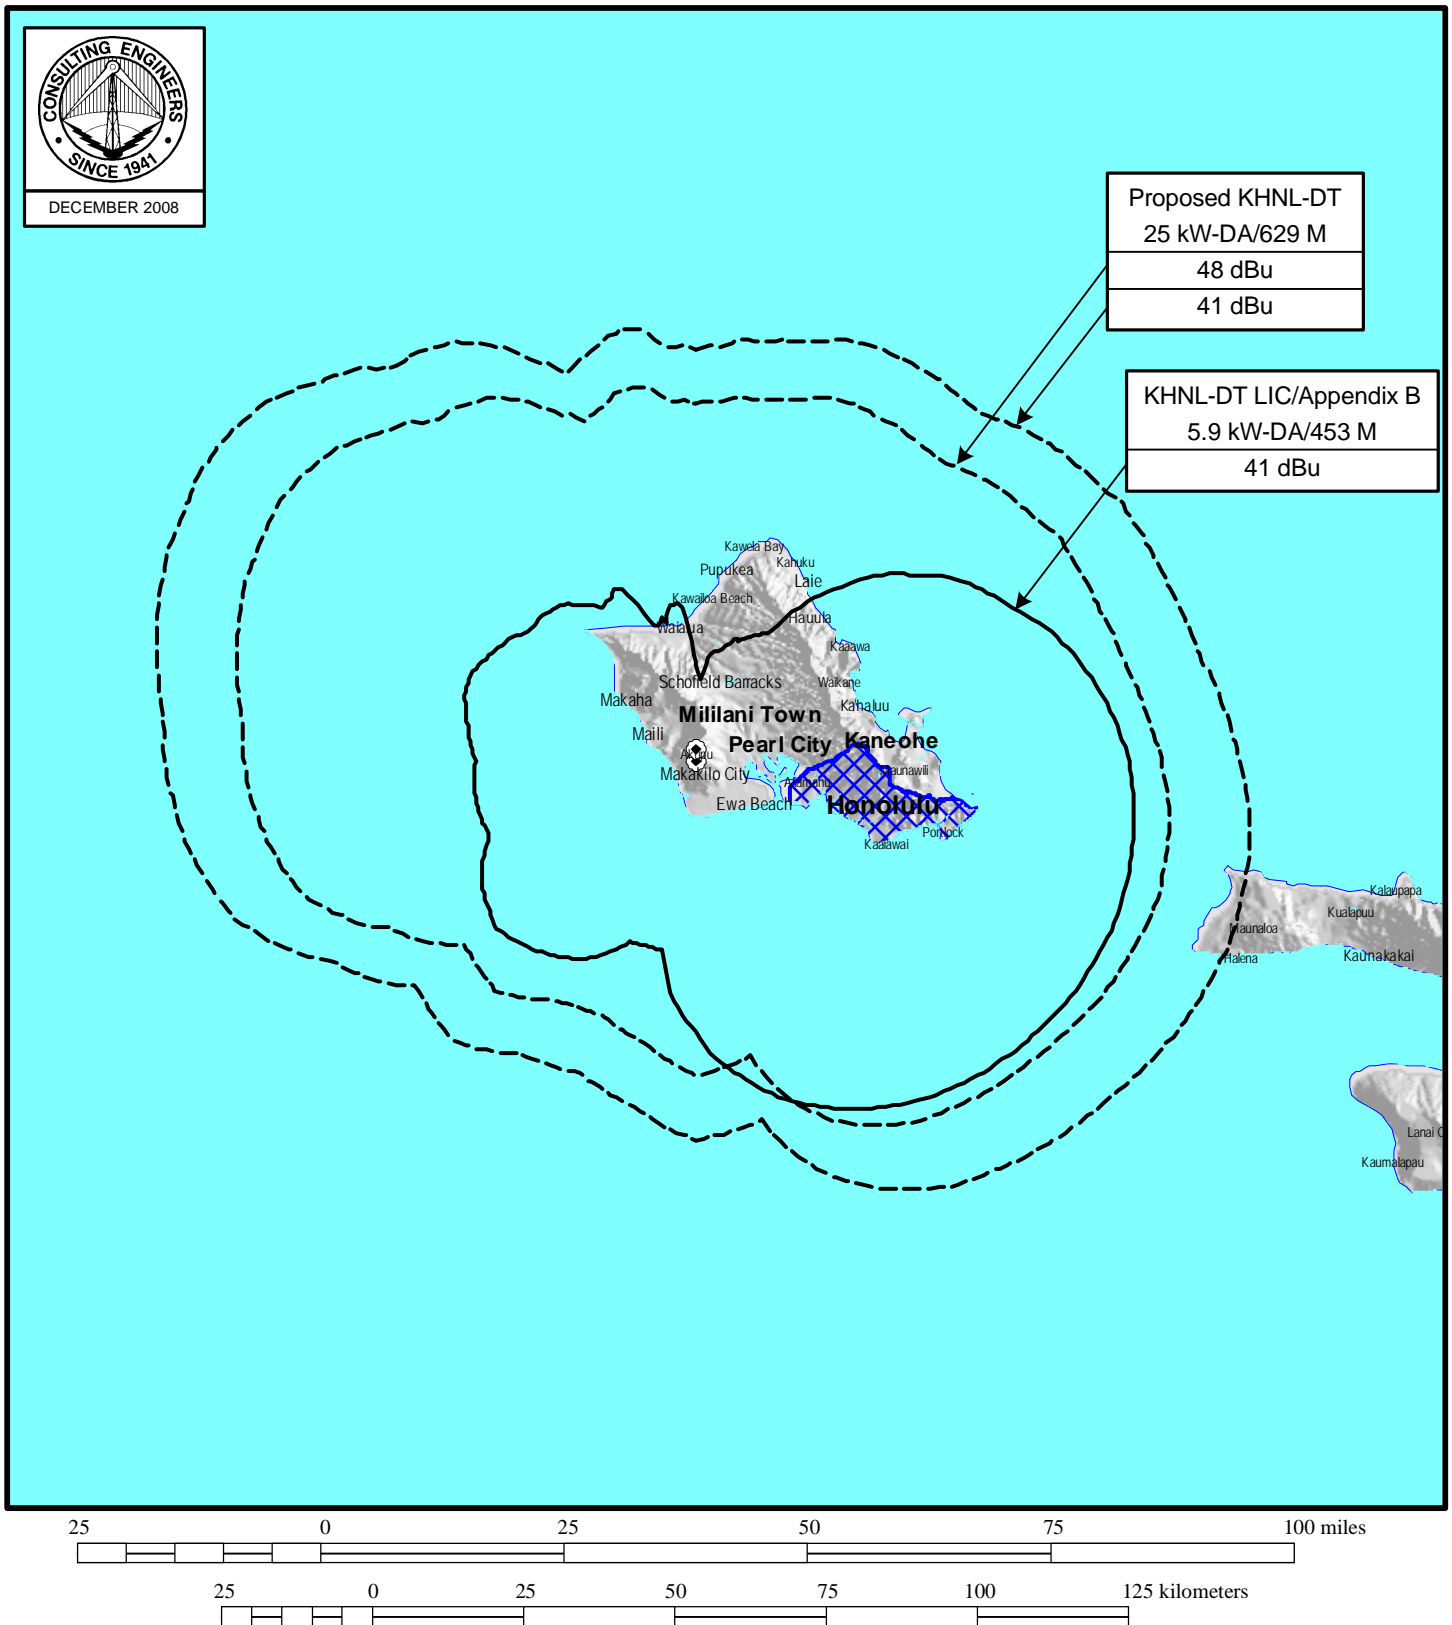 CONSULTING ENGINEERS
SINCE 1941
DECEMBER 2008
Proposed KHNL-DT
25 kW-DA/629 M
48 dBu
41 dBu
KHNL-DT LIC/Appendix B
5.9 kW-DA/453 M
41 dBu
Kawela Bay
Kahuku
Pupukea
Laie
Kawailoa Beach
Hauula
Waialua
Kaaawa
Schofield Barracks
Waikane
Makaha
Kahaluu
Mililani Town
Maili
Pearl City
Kaneohe
Makakilo City
Maunawili
Ewa Beach
Honolulu
Portlock
Kaalawai
Kalaupapa
Kualapuu
Maunaloa
Halena
Kaunakakai
Lanai C
Kaumalapau
25 0 25 50 75 100 miles
25 0 25 50 75 100 125 kilometers